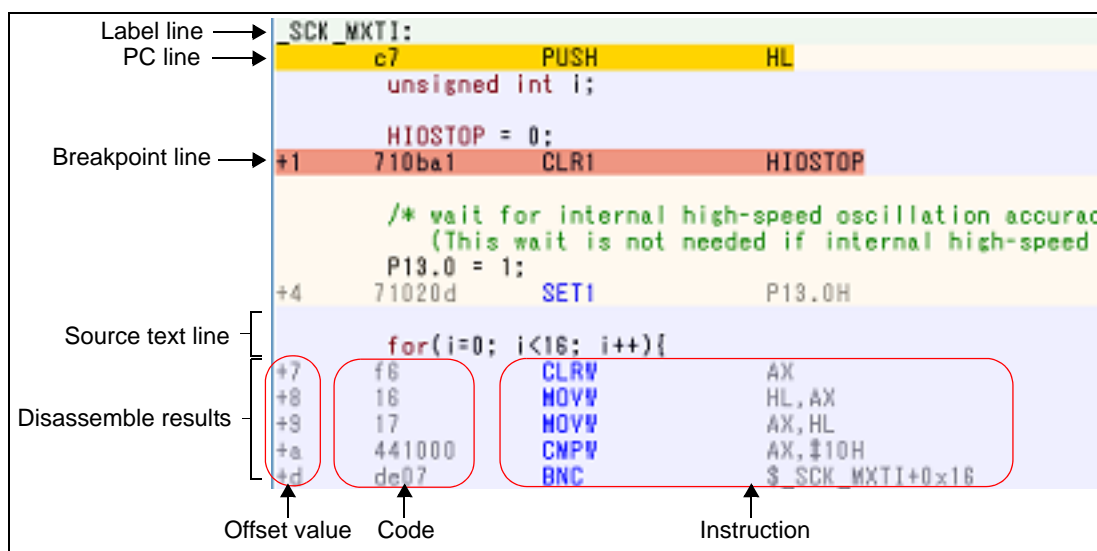 Label line _SCK_MXTI:
PC line c7 PUSH HL
unsigned int i;
HIOSTOP = 0;
Breakpoint line +1 710ba1 CLR1 HIOSTOP
/* wait for internal high-speed oscillation accurac
(This wait is not needed if internal high-speed
P13.0 = 1;
+4 71020d SET1 P13.0H
Source text line
for(i=0; i<16; i++){
+7 f6 CLRW AX
+8 16 MOVW HL,AX
Disassemble results +9 17 MOVW AX,HL
+a 441000 CMPW AX,#10H
+d de07 BNC $_SCK_MXTI+0x16
Offset value Code Instruction